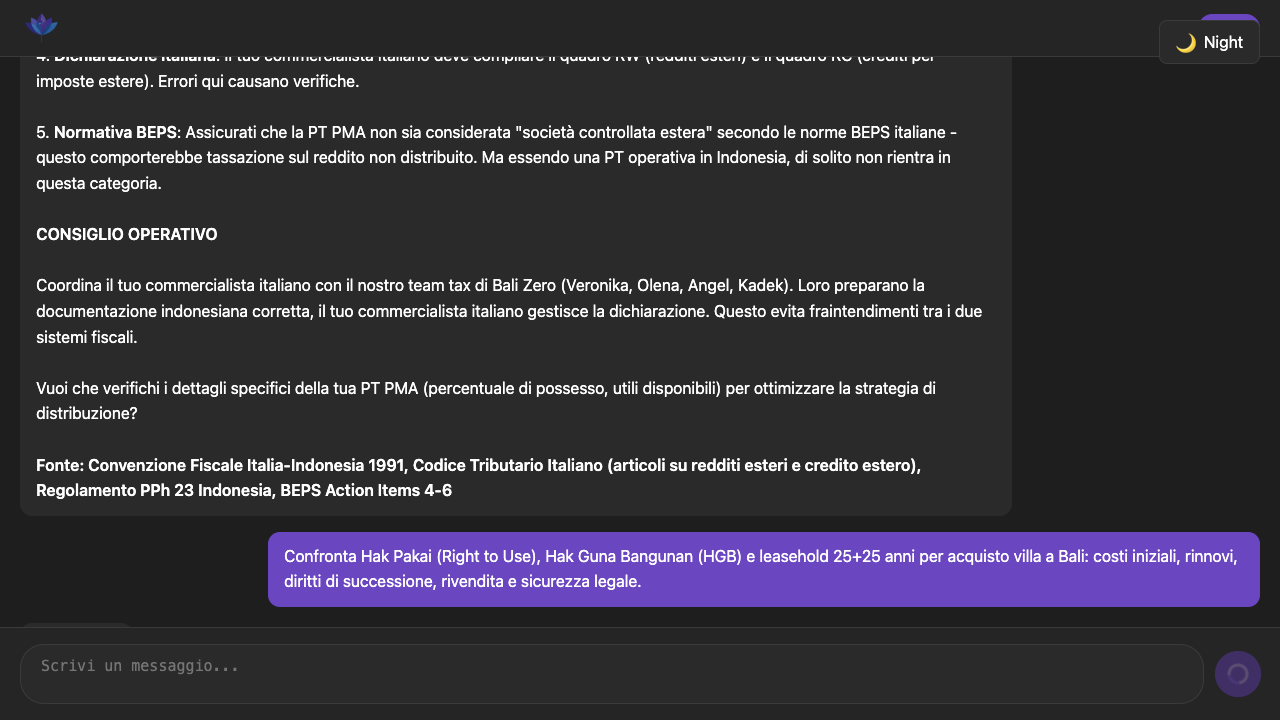 🌙 Night
4. Dichiarazione Italiana: Il tuo commercialista italiano deve compilare il quadro RW (redditi esteri) e il quadro RC (crediti per
imposte estere). Errori qui causano verifiche.
5. Normativa BEPS: Assicurati che la PT PMA non sia considerata "società controllata estera" secondo le norme BEPS italiane -
questo comporterebbe tassazione sul reddito non distribuito. Ma essendo una PT operativa in Indonesia, di solito non rientra in
questa categoria.
CONSIGLIO OPERATIVO
Coordina il tuo commercialista italiano con il nostro team tax di Bali Zero (Veronika, Olena, Angel, Kadek). Loro preparano la
documentazione indonesiana corretta, il tuo commercialista italiano gestisce la dichiarazione. Questo evita fraintendimenti tra i due
sistemi fiscali.
Vuoi che verifichi i dettagli specifici della tua PT PMA (percentuale di possesso, utili disponibili) per ottimizzare la strategia di
distribuzione?
Fonte: Convenzione Fiscale Italia-Indonesia 1991, Codice Tributario Italiano (articoli su redditi esteri e credito estero),
Regolamento PPh 23 Indonesia, BEPS Action Items 4-6
Confronta Hak Pakai (Right to Use), Hak Guna Bangunan (HGB) e leasehold 25+25 anni per acquisto villa a Bali: costi iniziali, rinnovi,
diritti di successione, rivendita e sicurezza legale.
Scrivi un messaggio...